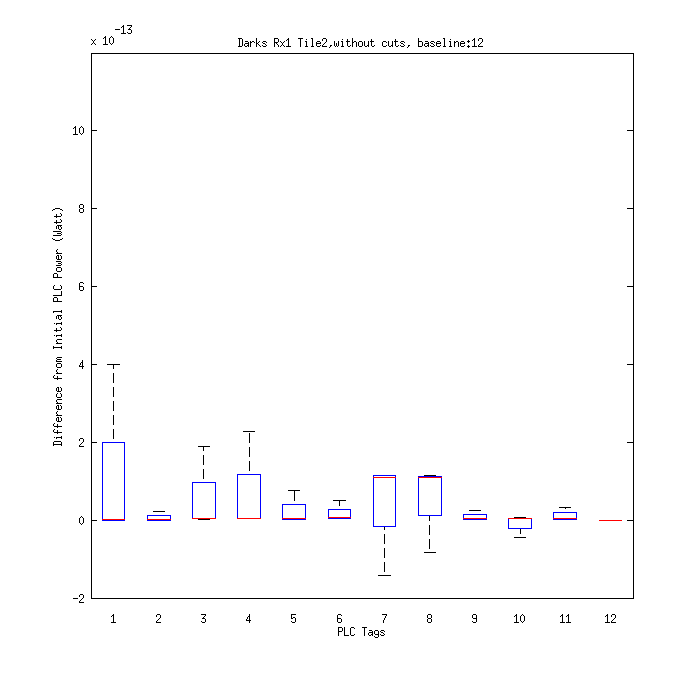 x 10^-13
Darks Rx1 Tile2,without cuts, baseline:12
10
8
6
4
2
0
-2
Difference from Initial PLC Power (Watt)
1 2 3 4 5 6 7 8 9 10 11 12
PLC Tags